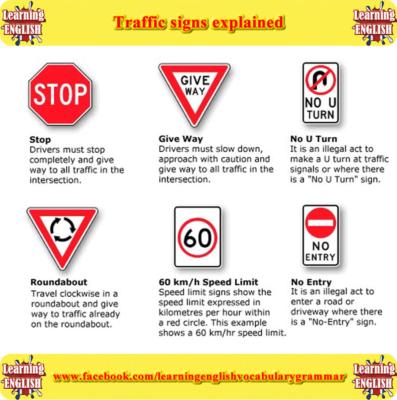 Learning
ENGLISH
Traffic signs explained
Learning
ENGLISH
STOP
GIVE
WAY
NO U
TURN
Stop
Drivers must stop
completely and give
way to all traffic in the
intersection.
Give Way
Drivers must slow down,
approach with caution and
give way to all traffic in the
intersection.
No U Turn
It is an illegal act to
make a U turn at traffic
signals or where there
is a "No U Turn" sign.
60
NO
ENTRY
Roundabout
Travel clockwise in a
roundabout and give
way to traffic already
on the roundabout.
60 km/h Speed Limit
Speed limit signs show the
speed limit expressed in
kilometres per hour within
a red circle. This example
shows a 60 km/hr speed limit.
No Entry
It is an illegal act to
enter a road or
driveway where there
is a "No-Entry" sign.
Learning
ENGLISH
www.facebook.com/learningenglishvocabularygrammar
Learning
ENGLISH